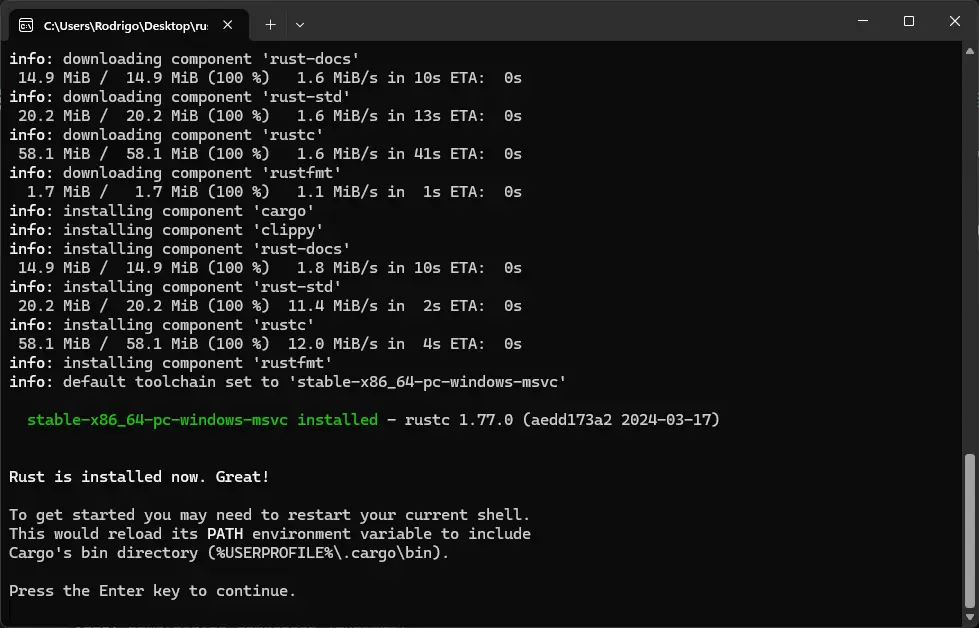 C:\Users\Rodrigo\Desktop\ru
info: downloading component 'rust-docs'
14.9 MiB / 14.9 MiB (100 %) 1.6 MiB/s in 10s ETA: 0s
info: downloading component 'rust-std'
20.2 MiB / 20.2 MiB (100 %) 1.6 MiB/s in 13s ETA: 0s
info: downloading component 'rustc'
58.1 MiB / 58.1 MiB (100 %) 1.6 MiB/s in 41s ETA: 0s
info: downloading component 'rustfmt'
1.7 MiB / 1.7 MiB (100 %) 1.1 MiB/s in 1s ETA: 0s
info: installing component 'cargo'
info: installing component 'clippy'
info: installing component 'rust-docs'
14.9 MiB / 14.9 MiB (100 %) 1.8 MiB/s in 10s ETA: 0s
info: installing component 'rust-std'
20.2 MiB / 20.2 MiB (100 %) 11.4 MiB/s in 2s ETA: 0s
info: installing component 'rustc'
58.1 MiB / 58.1 MiB (100 %) 12.0 MiB/s in 4s ETA: 0s
info: installing component 'rustfmt'
info: default toolchain set to 'stable-x86_64-pc-windows-msvc'
stable-x86_64-pc-windows-msvc installed - rustc 1.77.0 (aedd173a2 2024-03-17)
Rust is installed now. Great!
To get started you may need to restart your current shell.
This would reload its PATH environment variable to include
Cargo's bin directory (%USERPROFILE%\.cargo\bin).
Press the Enter key to continue.